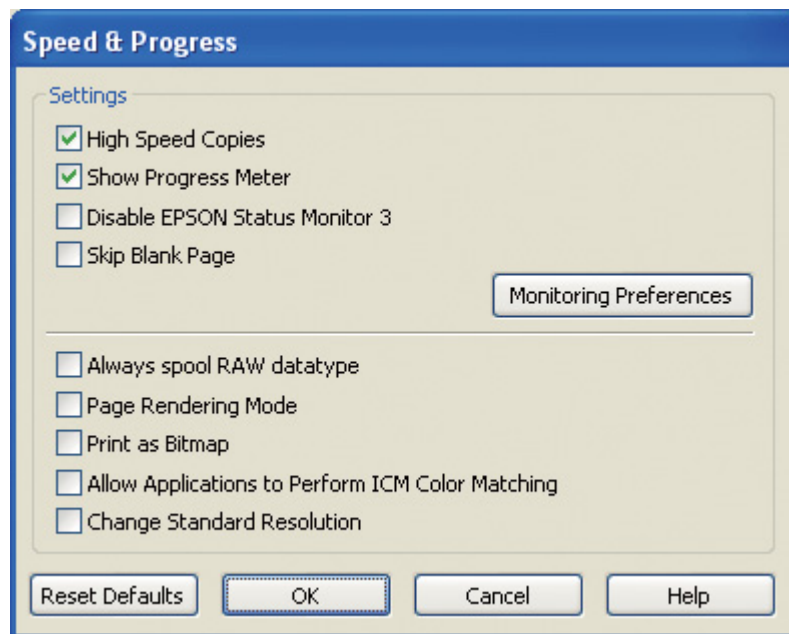 Speed & Progress
Settings
High Speed Copies
Show Progress Meter
Disable EPSON Status Monitor 3
Skip Blank Page
Monitoring Preferences
Always spool RAW datatype
Page Rendering Mode
Print as Bitmap
Allow Applications to Perform ICM Color Matching
Change Standard Resolution
Reset Defaults OK Cancel Help